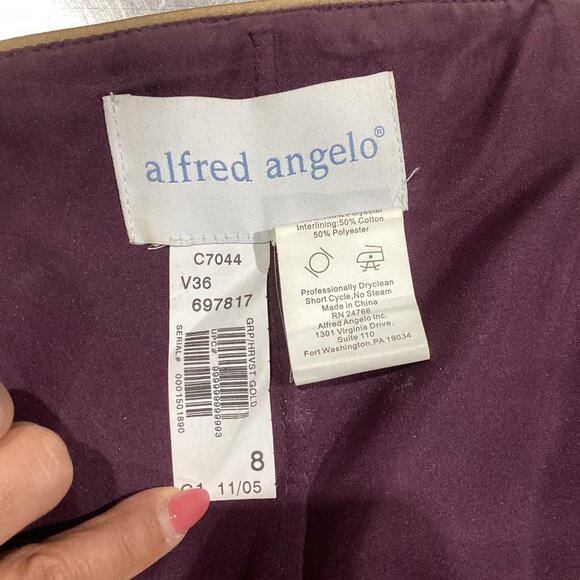 alfred angelo®
C7044
V36
697817
GRP/HRVST GOLD
UPC# 999999999993
SERIAL# 0001501890
8
11/05
Polyester
Interlining:50% Cotton
50% Polyester
Professionally Dryclean
Short Cycle,No Steam
Made in China
RN 24766
Alfred Angelo Inc.
1301 Virginia Drive.
Suite 110
Fort Washington,PA 19034